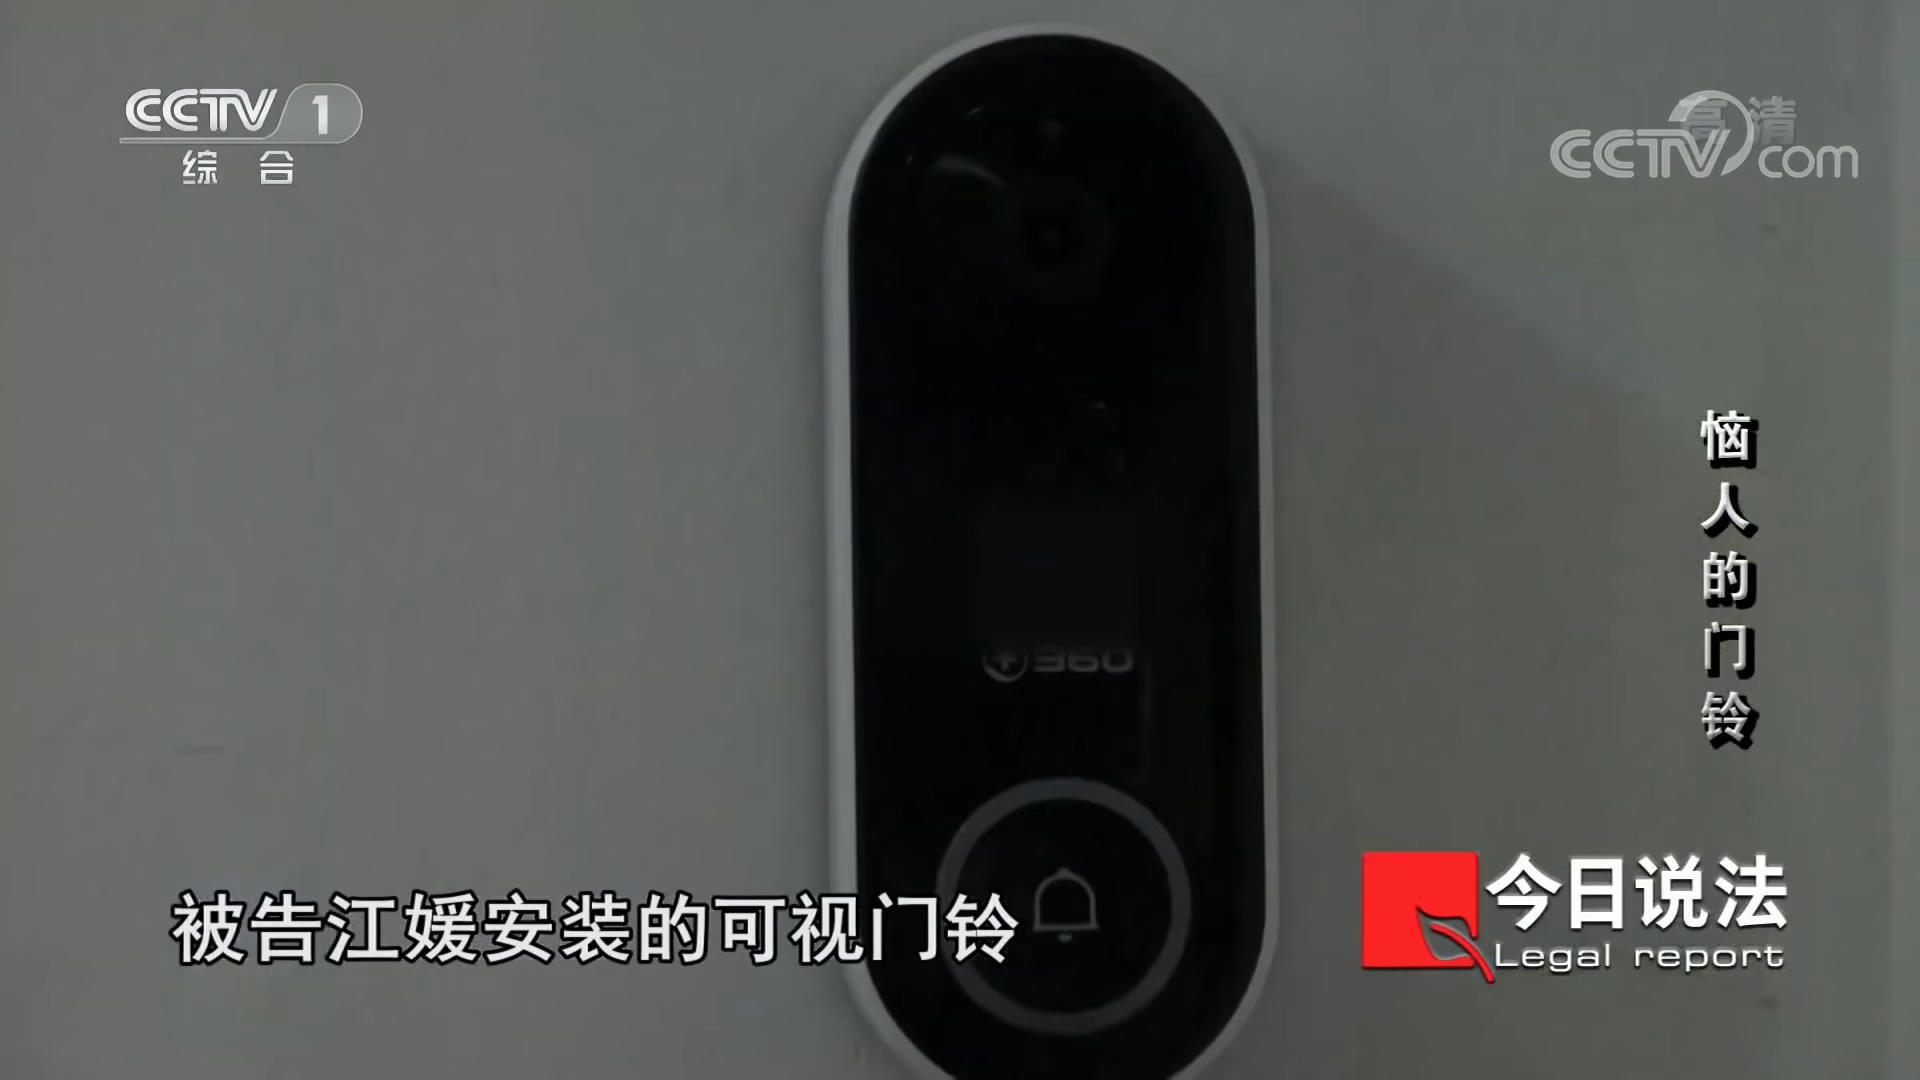 CCTV 1
综合
高清
CCTV com
恼人的门铃
360
被告江媛安装的可视门铃
今日说法
Legal report